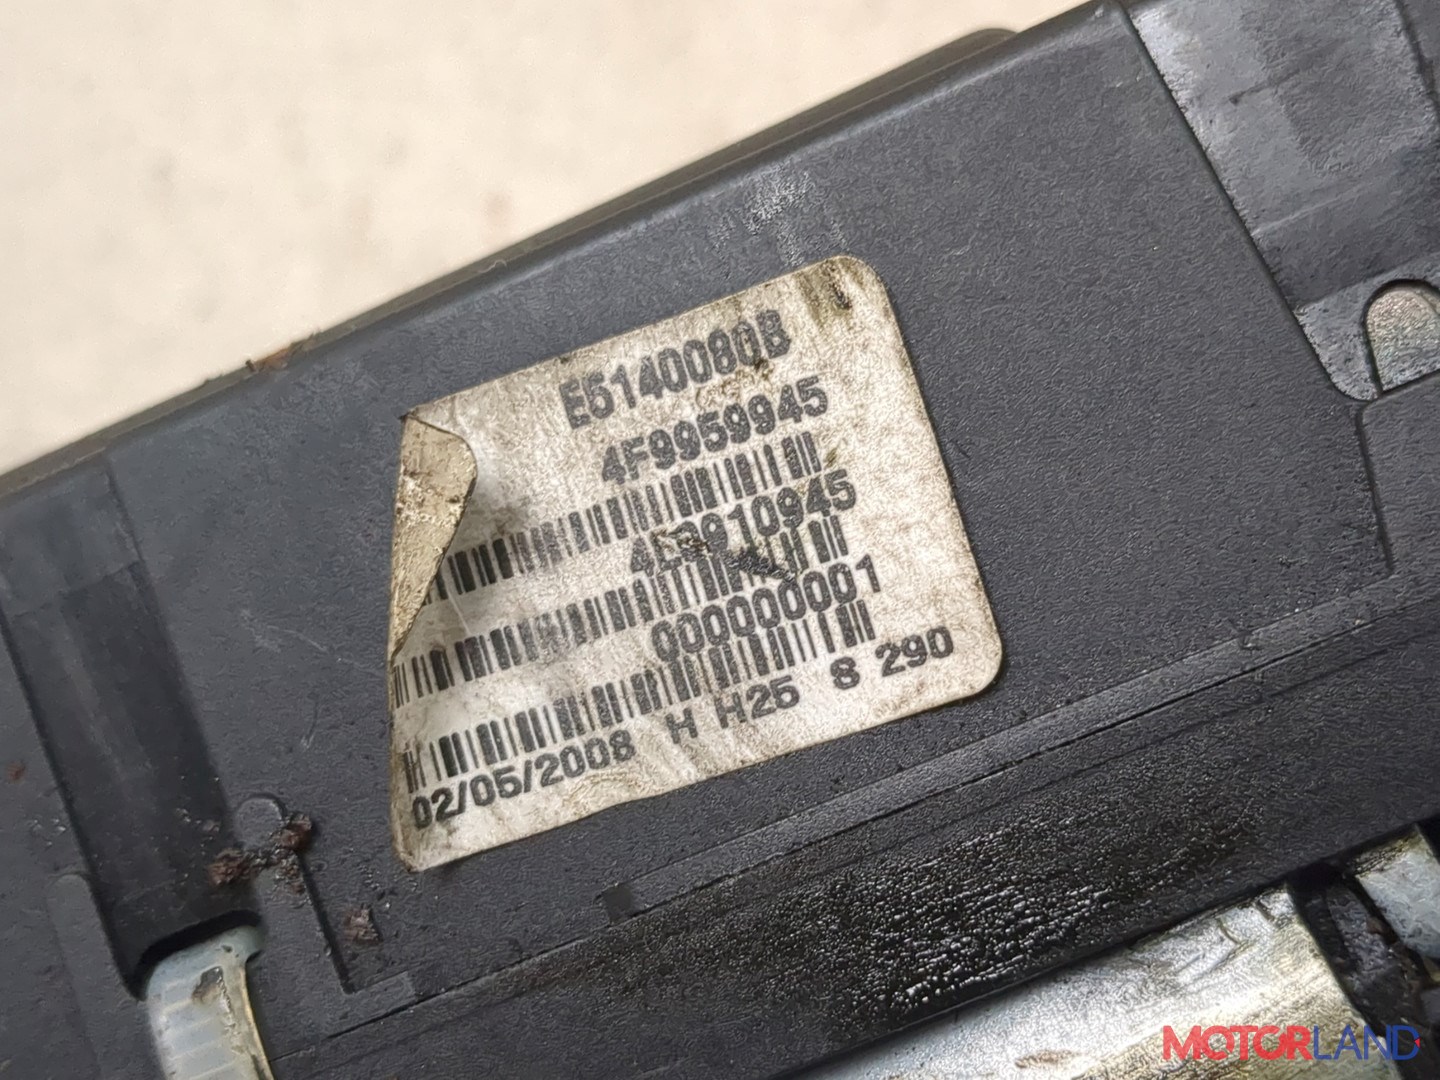 E5140080B
4F9959945
4E0910945
000000001
02/05/2008 H H25 8 290
MOTORLAND